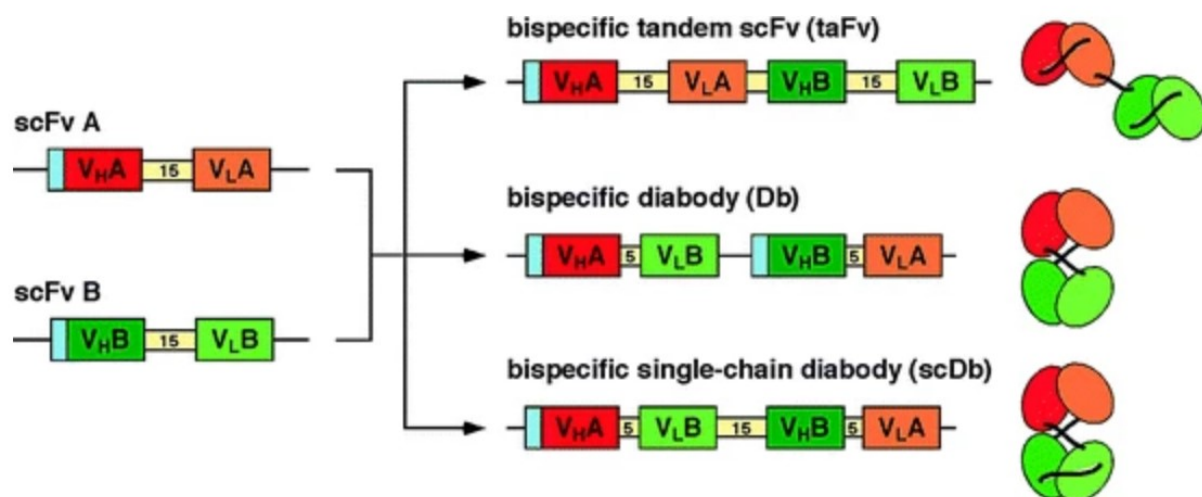 bispecific tandem scFv (taFv)
VHA 15 VLA VHB 15 VLB
scFv A
VHA 15 VLA
bispecific diabody (Db)
VHA 5 VLB VHB 5 VLA
scFv B
VHB 15 VLB
bispecific single-chain diabody (scDb)
VHA 5 VLB 15 VHB 5 VLA